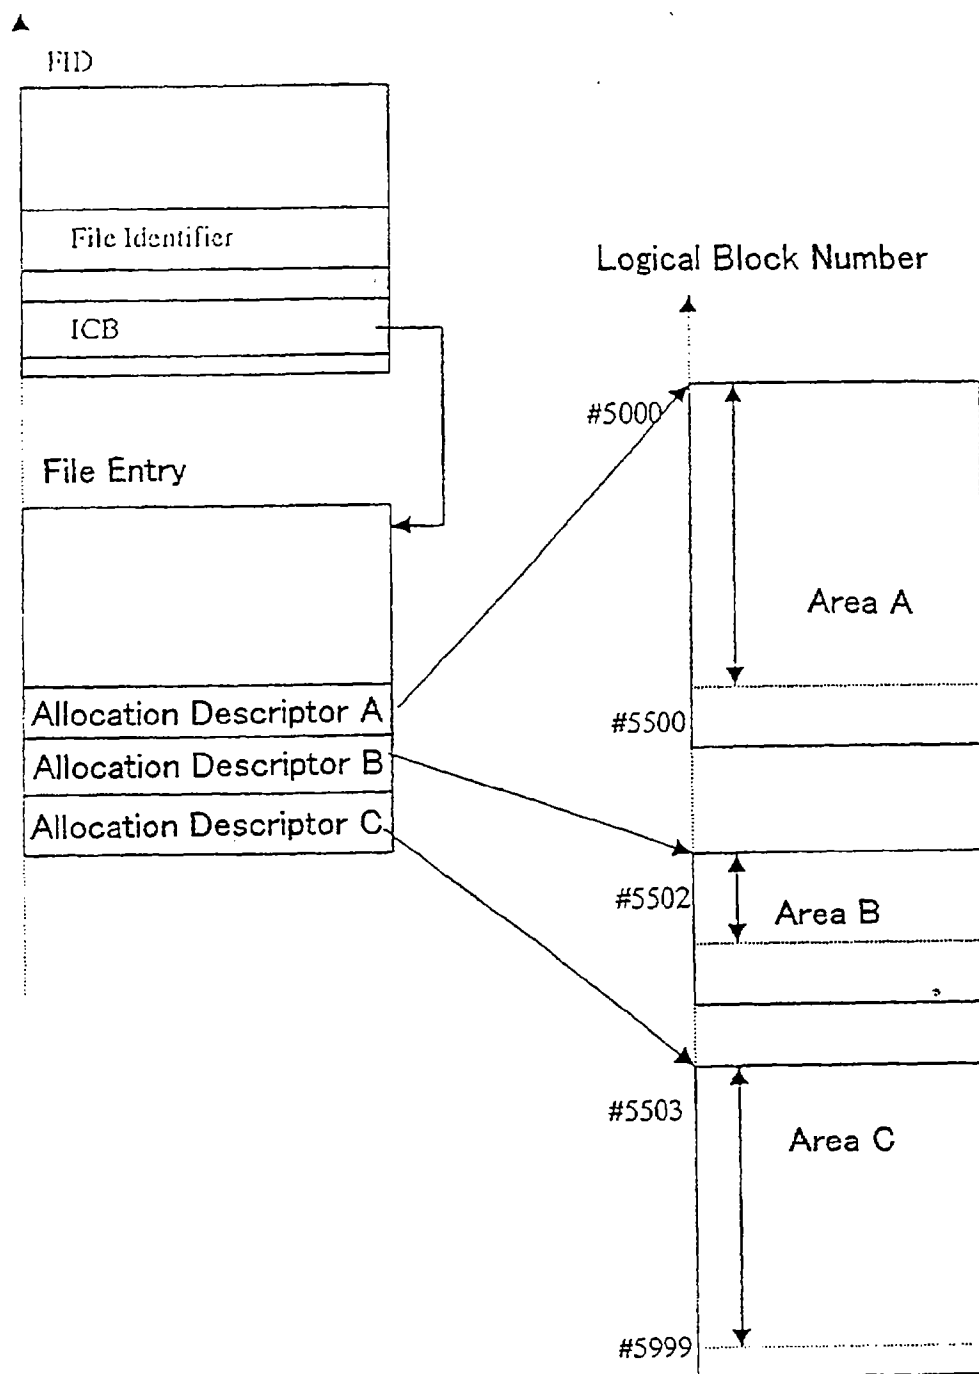 FID
File Identifier
ICB
File Entry
Allocation Descriptor A
Allocation Descriptor B
Allocation Descriptor C
Logical Block Number
#5000
Area A
#5500
#5502
Area B
#5503
Area C
#5999